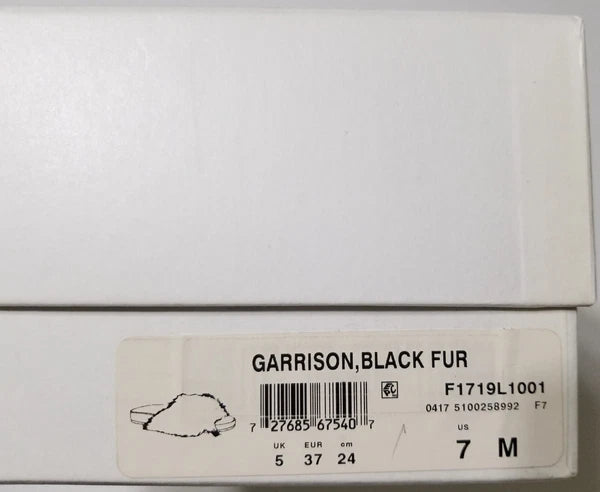 GARRISON,BLACK FUR
F1719L1001
0417 5100258992 F7
7 27685 67540 7
UK EUR cm
5 37 24
US
7 M